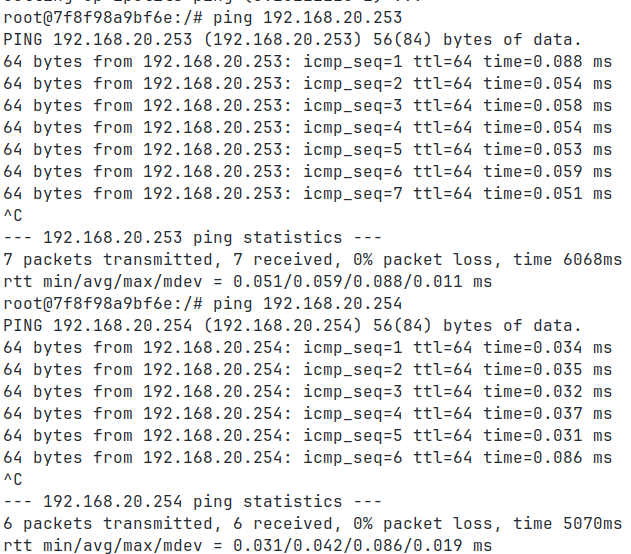 root@7f8f98a9bf6e:/# ping 192.168.20.253
PING 192.168.20.253 (192.168.20.253) 56(84) bytes of data.
64 bytes from 192.168.20.253: icmp_seq=1 ttl=64 time=0.088 ms
64 bytes from 192.168.20.253: icmp_seq=2 ttl=64 time=0.054 ms
64 bytes from 192.168.20.253: icmp_seq=3 ttl=64 time=0.058 ms
64 bytes from 192.168.20.253: icmp_seq=4 ttl=64 time=0.054 ms
64 bytes from 192.168.20.253: icmp_seq=5 ttl=64 time=0.053 ms
64 bytes from 192.168.20.253: icmp_seq=6 ttl=64 time=0.059 ms
64 bytes from 192.168.20.253: icmp_seq=7 ttl=64 time=0.051 ms
^C
--- 192.168.20.253 ping statistics ---
7 packets transmitted, 7 received, 0% packet loss, time 6068ms
rtt min/avg/max/mdev = 0.051/0.059/0.088/0.011 ms
root@7f8f98a9bf6e:/# ping 192.168.20.254
PING 192.168.20.254 (192.168.20.254) 56(84) bytes of data.
64 bytes from 192.168.20.254: icmp_seq=1 ttl=64 time=0.034 ms
64 bytes from 192.168.20.254: icmp_seq=2 ttl=64 time=0.035 ms
64 bytes from 192.168.20.254: icmp_seq=3 ttl=64 time=0.032 ms
64 bytes from 192.168.20.254: icmp_seq=4 ttl=64 time=0.037 ms
64 bytes from 192.168.20.254: icmp_seq=5 ttl=64 time=0.031 ms
64 bytes from 192.168.20.254: icmp_seq=6 ttl=64 time=0.086 ms
^C
--- 192.168.20.254 ping statistics ---
6 packets transmitted, 6 received, 0% packet loss, time 5070ms
rtt min/avg/max/mdev = 0.031/0.042/0.086/0.019 ms